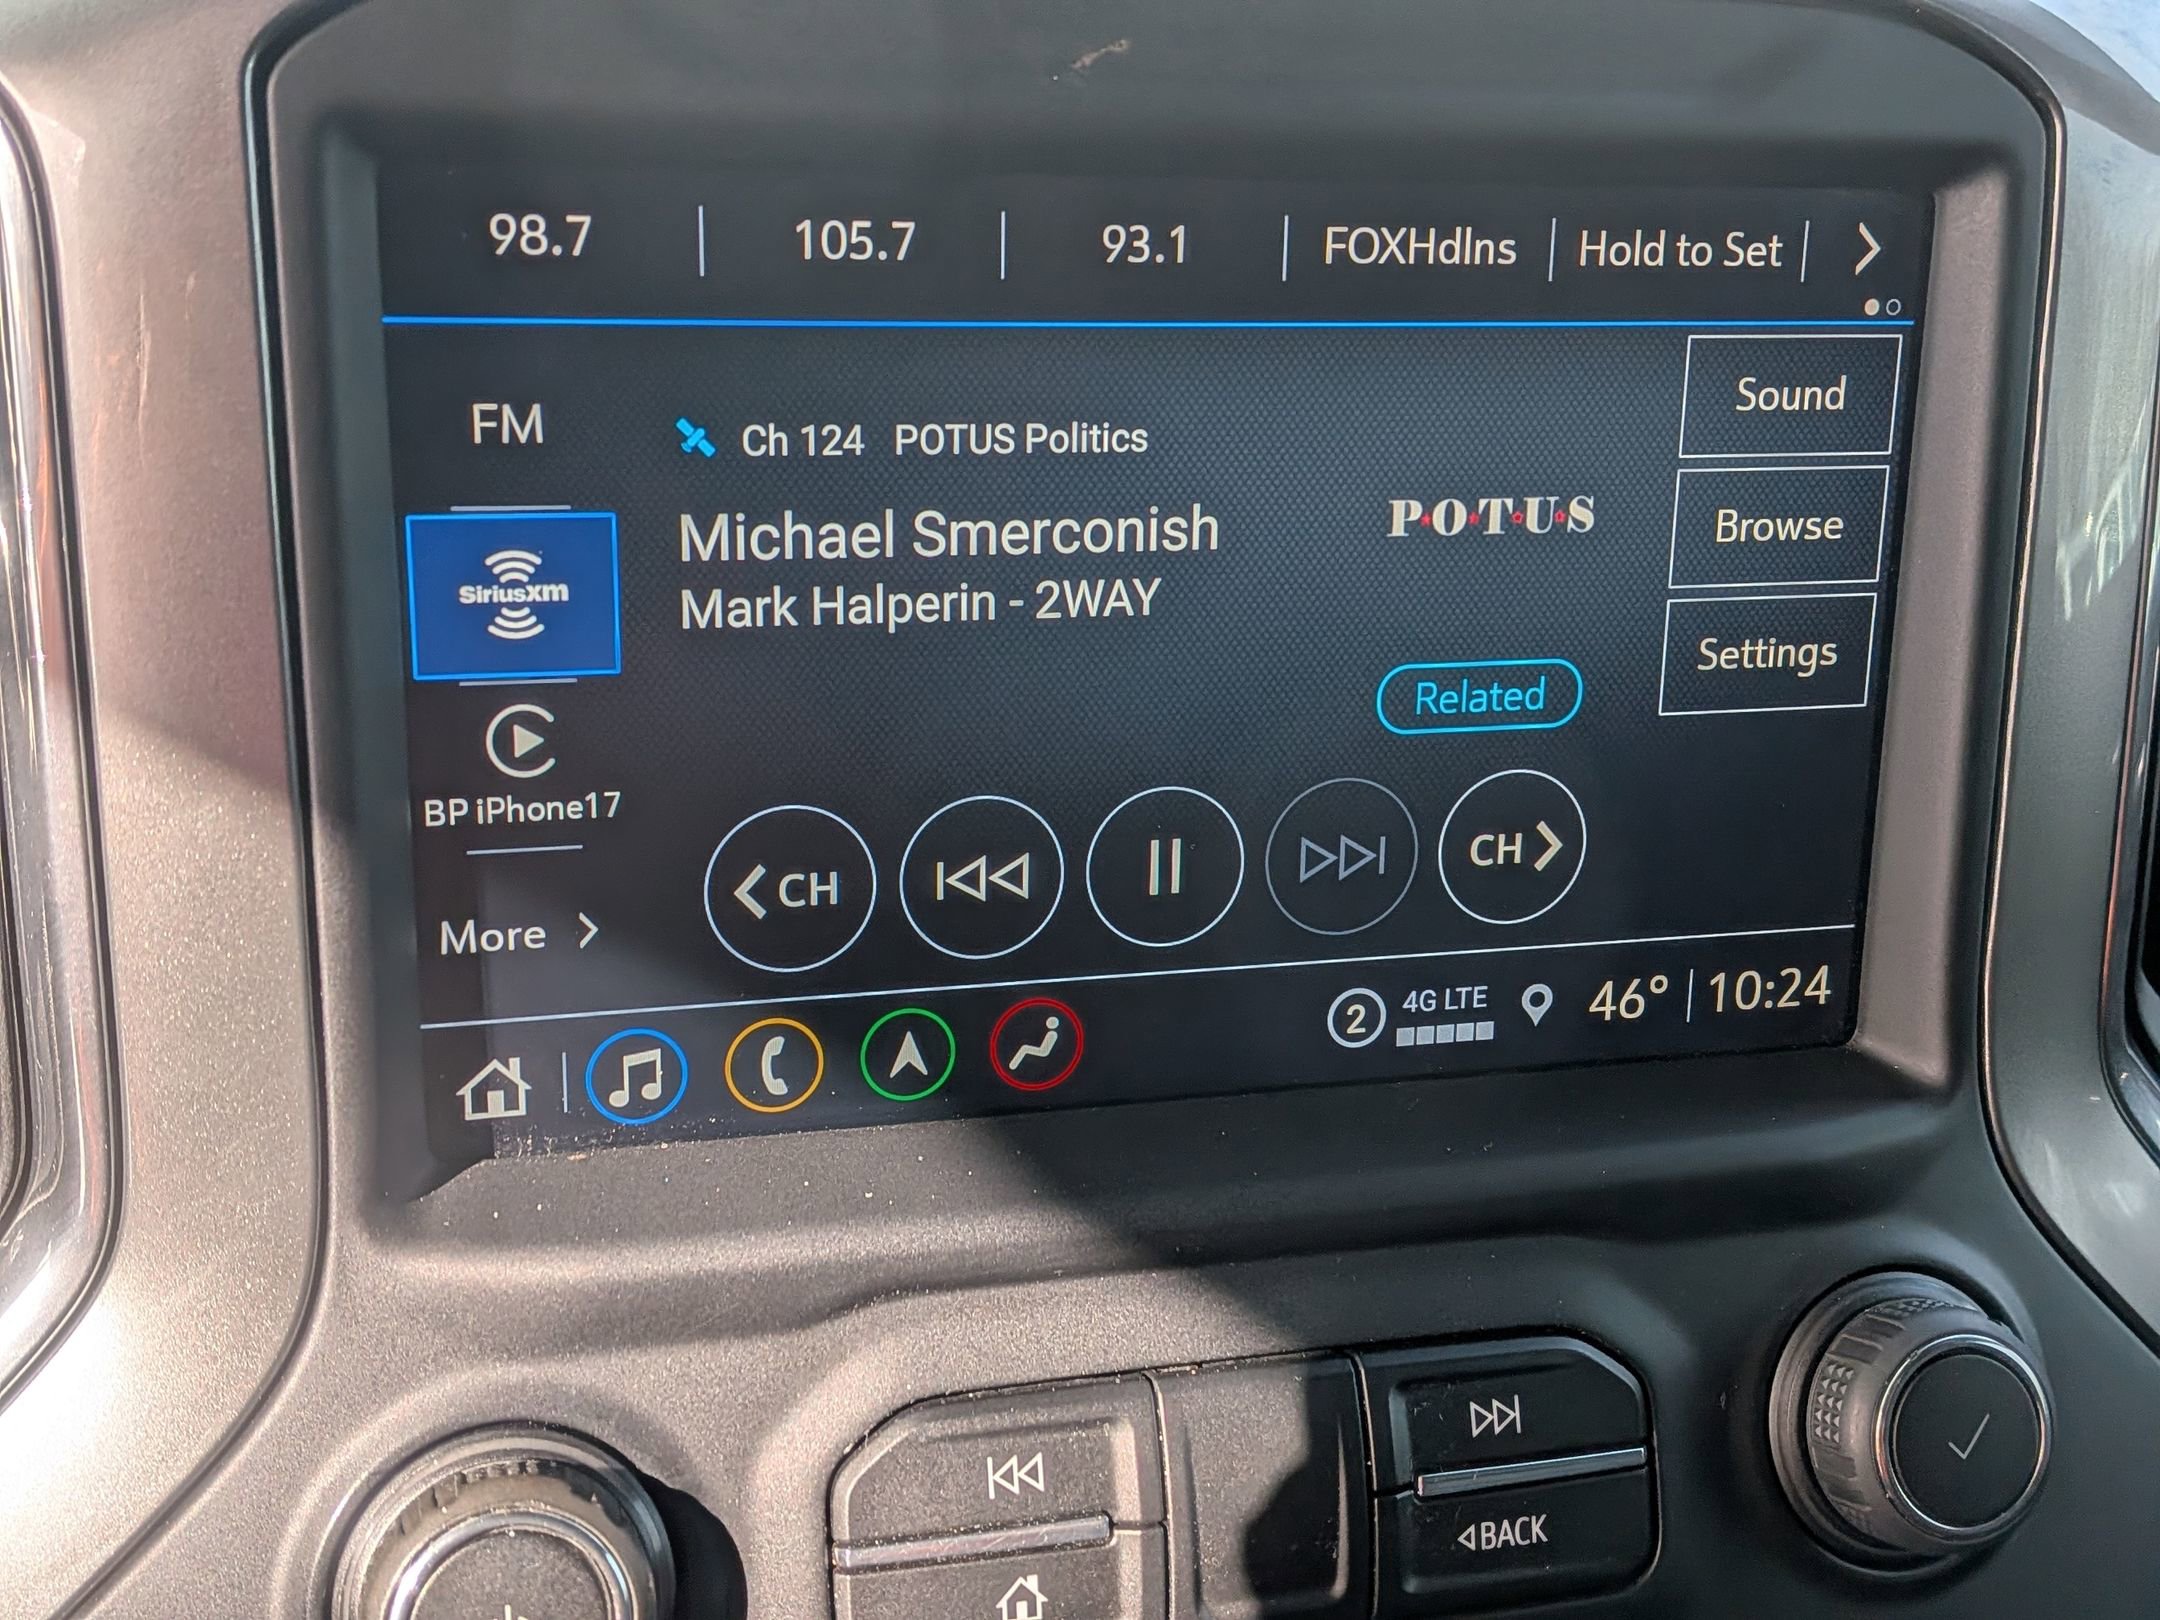 98.7
105.7
93.1
FOXHdlns
Hold to Set
FM
Ch 124 POTUS Politics
Michael Smerconish
Mark Halperin - 2WAY
P·O·T·U·S
Sound
Browse
Settings
SiriusXM
Related
BP iPhone17
More
CH
CH
2
4G LTE
46°
10:24
BACK